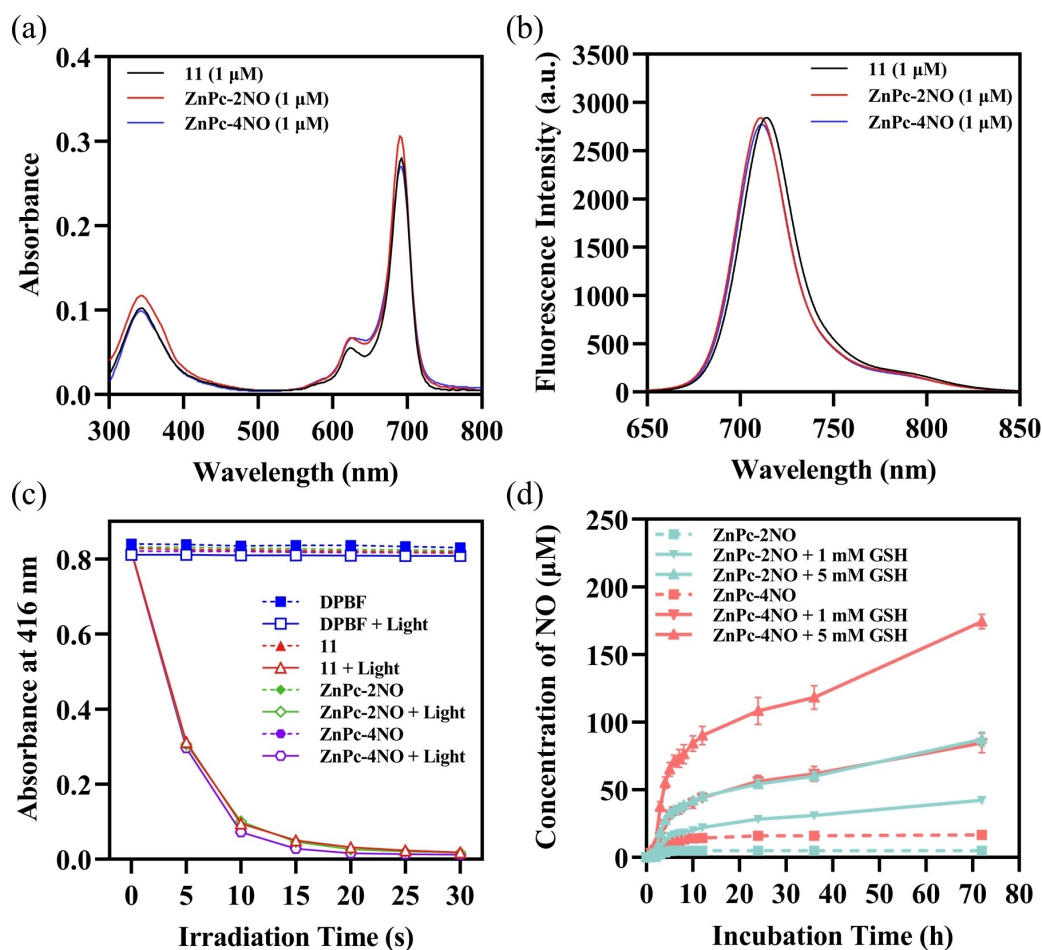 (a)
0.4
0.3
0.2
0.1
0.0
Absorbance
11 (1 μM)
ZnPc-2NO (1 μM)
ZnPc-4NO (1 μM)
300 400 500 600 700 800
Wavelength (nm)
(b)
3500
3000
2500
2000
1500
1000
500
0
Fluorescence Intensity (a.u.)
11 (1 μM)
ZnPc-2NO (1 μM)
ZnPc-4NO (1 μM)
650 700 750 800 850
Wavelength (nm)
(c)
0.8
0.6
0.4
0.2
0.0
Absorbance at 416 nm
DPBF
DPBF + Light
11
11 + Light
ZnPc-2NO
ZnPc-2NO + Light
ZnPc-4NO
ZnPc-4NO + Light
0 5 10 15 20 25 30
Irradiation Time (s)
(d)
250
200
150
100
50
0
Concentration of NO (μM)
ZnPc-2NO
ZnPc-2NO + 1 mM GSH
ZnPc-2NO + 5 mM GSH
ZnPc-4NO
ZnPc-4NO + 1 mM GSH
ZnPc-4NO + 5 mM GSH
0 10 20 30 40 50 60 70 80
Incubation Time (h)